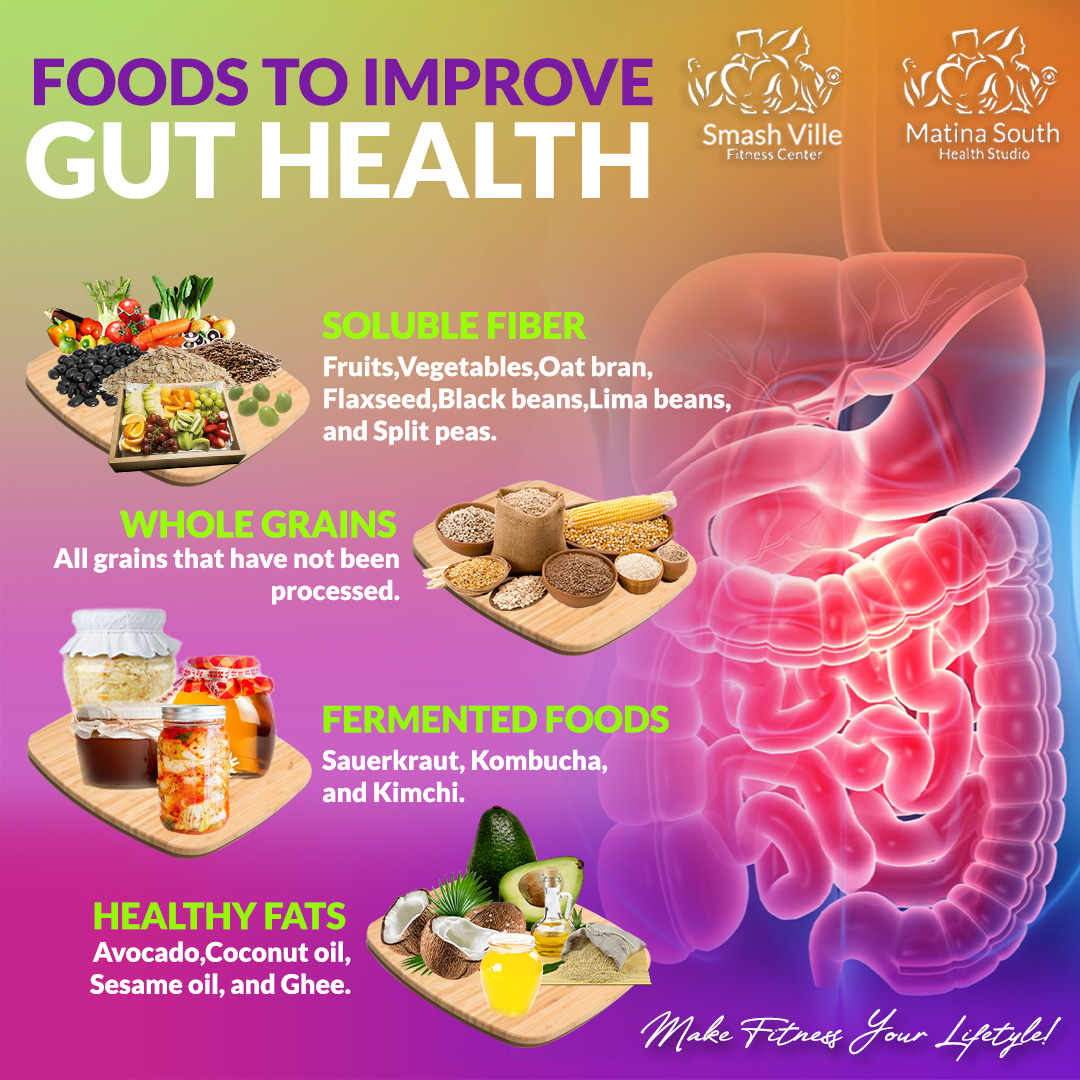 FOODS TO IMPROVE
GUT HEALTH
Smash Ville
Fitness Center
Matina South
Health Studio
SOLUBLE FIBER
Fruits,Vegetables,Oat bran,
Flaxseed,Black beans,Lima beans,
and Split peas.
WHOLE GRAINS
All grains that have not been
processed.
FERMENTED FOODS
Sauerkraut, Kombucha,
and Kimchi.
HEALTHY FATS
Avocado,Coconut oil,
Sesame oil, and Ghee.
Make Fitness Your Lifetyle!